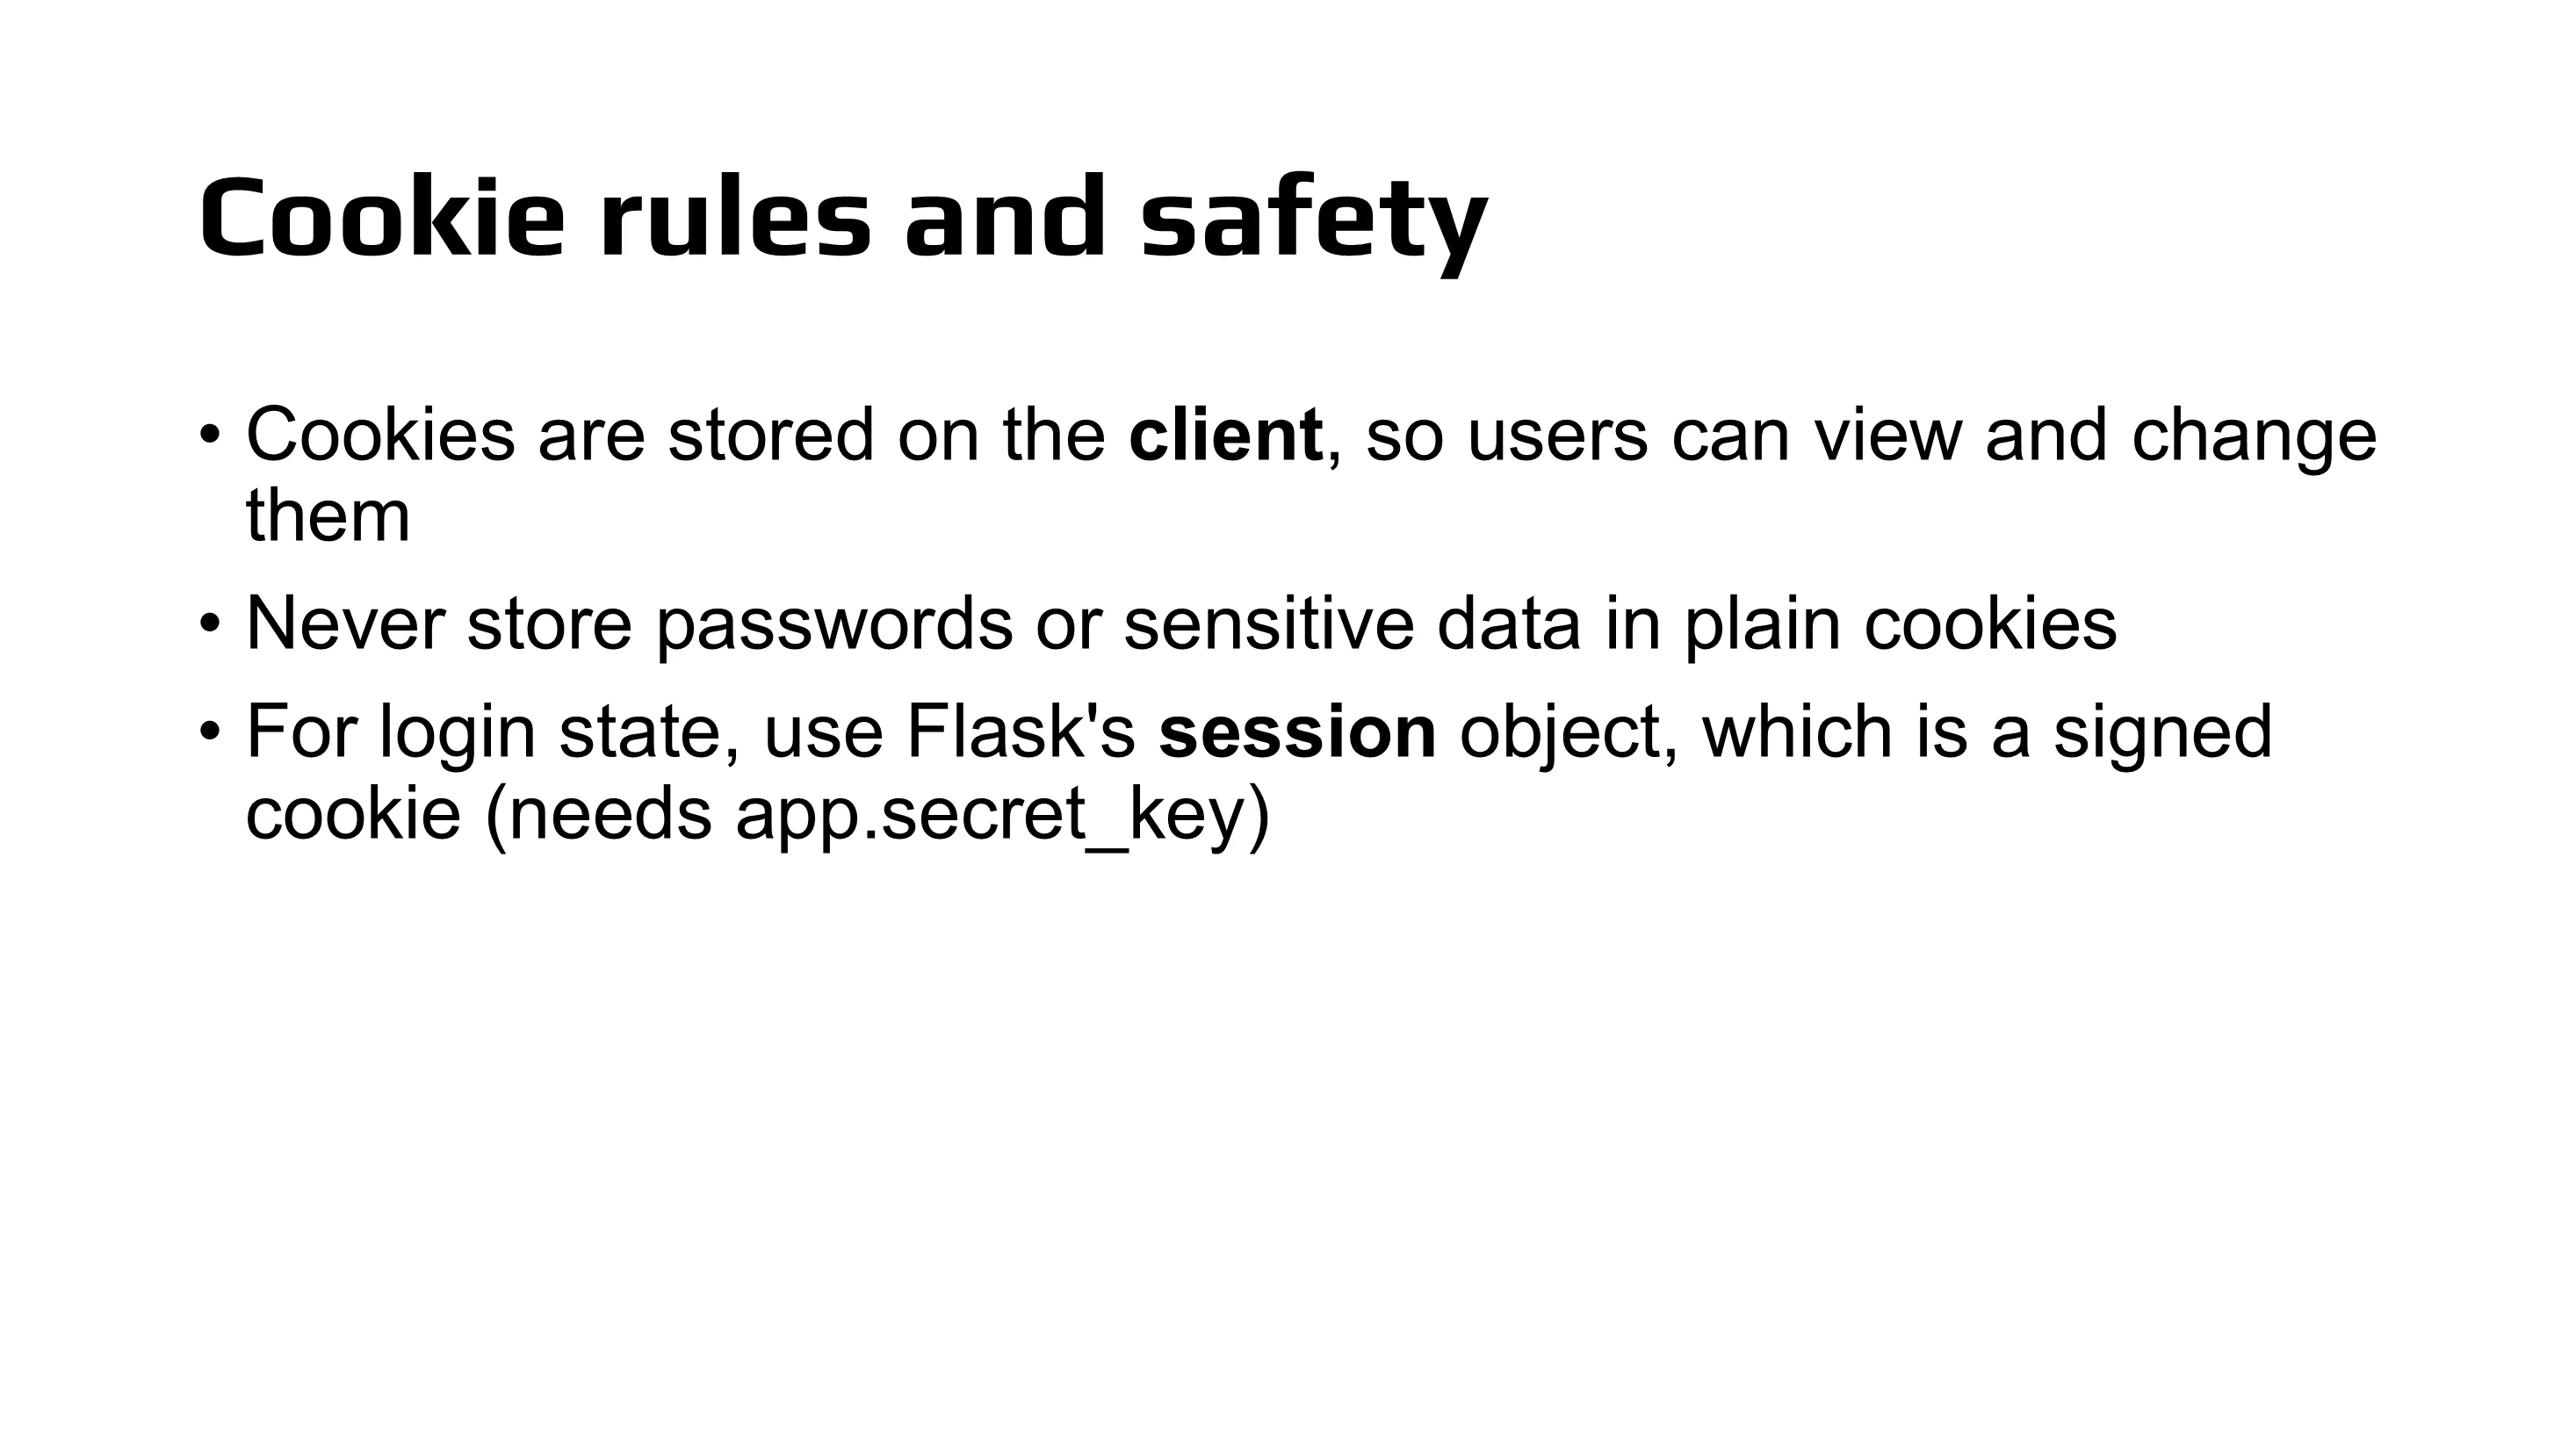 Cookie rules and safety
• Cookies are stored on the client, so users can view and change
them
• Never store passwords or sensitive data in plain cookies
• For login state, use Flask's session object, which is a signed
cookie (needs app.secret_key)